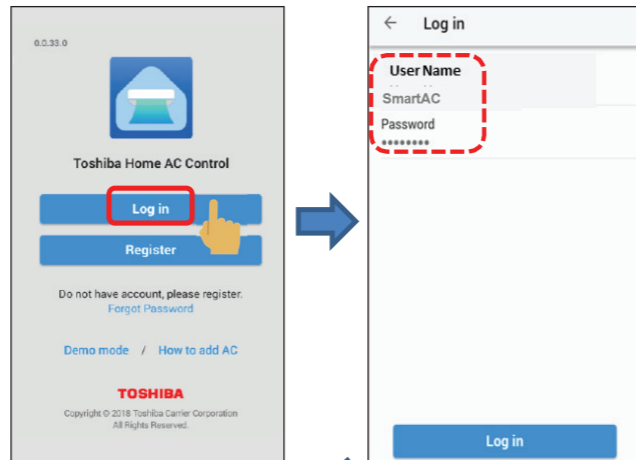 0.0.33.0
Toshiba Home AC Control
Log in
Register
Do not have account, please register.
Forgot Password
Demo mode / How to add AC
TOSHIBA
Copyright © 2018 Toshiba Carrier Corporation
All Rights Reserved.
← Log in
User Name
SmartAC
Password
••••••••
Log in